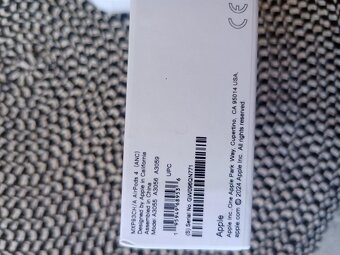 MXP93CH/A AirPods 4 (ANC)
Designed by Apple in California
Assembled in China
Model: A3055 A3056 A3059
UPC
(S) Serial No. GW0962N771
Apple
Apple Inc. One Apple Park Way, Cupertino, CA 95014 USA.
apple.com © 2024 Apple Inc. All rights reserved
CE